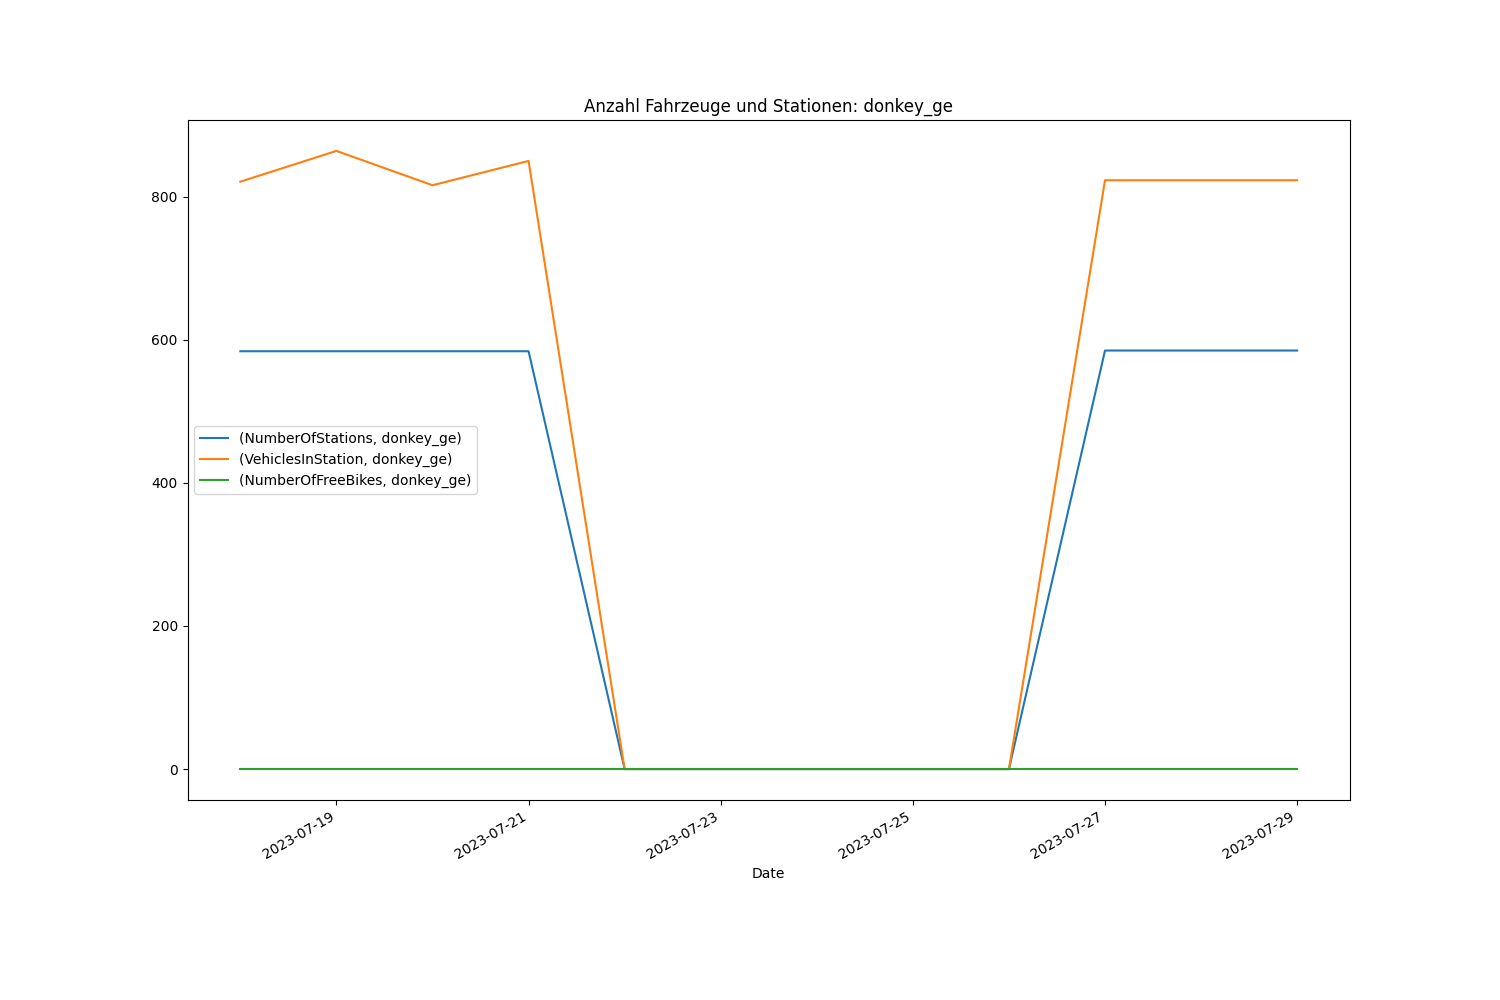 Anzahl Fahrzeuge und Stationen: donkey_ge
800
600
400
200
0
(NumberOfStations, donkey_ge)
(VehiclesInStation, donkey_ge)
(NumberOfFreeBikes, donkey_ge)
2023-07-19
2023-07-21
2023-07-23
2023-07-25
2023-07-27
2023-07-29
Date